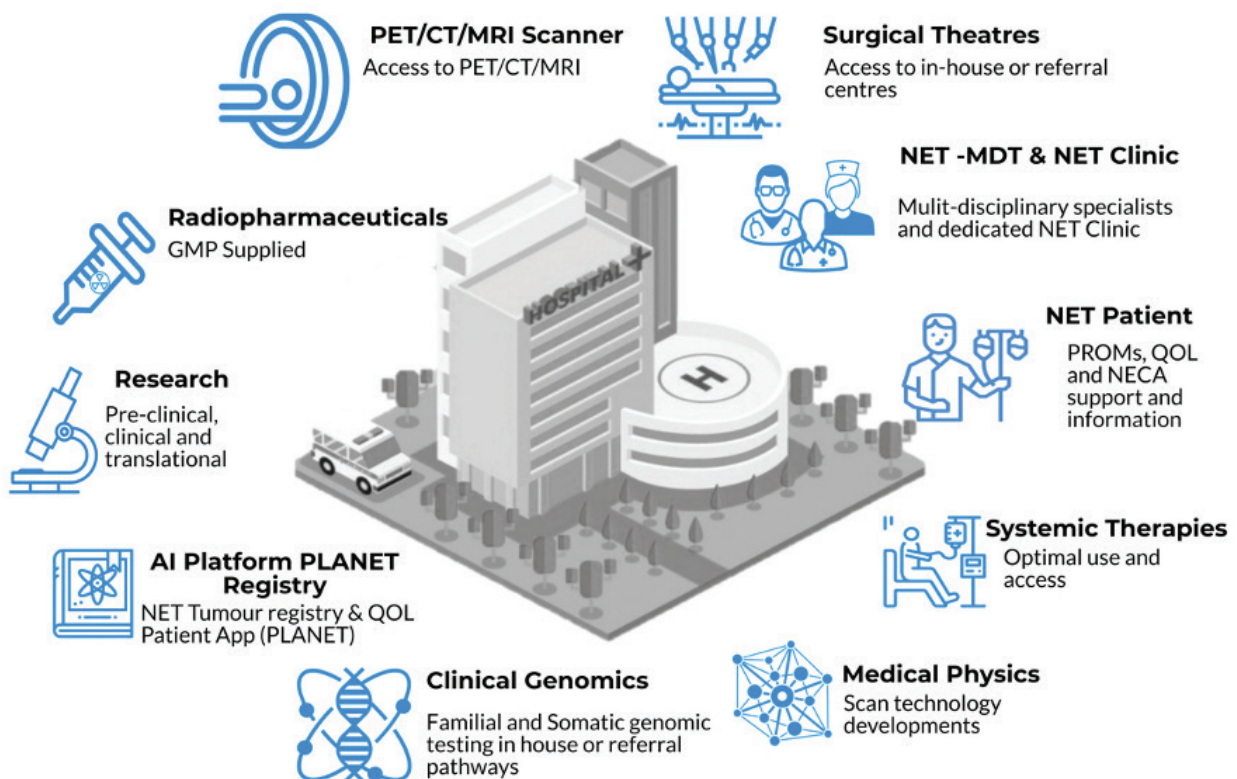 PET/CT/MRI Scanner
Access to PET/CT/MRI
Surgical Theatres
Access to in-house or referral
centres
NET -MDT & NET Clinic
Mulit-disciplinary specialists
and dedicated NET Clinic
Radiopharmaceuticals
GMP Supplied
HOSPITAL
H
NET Patient
PROMs, QOL
and NECA
support and
information
Research
Pre-clinical,
clinical and
translational
Systemic Therapies
Optimal use and
access
AI Platform PLANET
Registry
NET Tumour registry & QOL
Patient App (PLANET)
Clinical Genomics
Familial and Somatic genomic
testing in house or referral
pathways
Medical Physics
Scan technology
developments